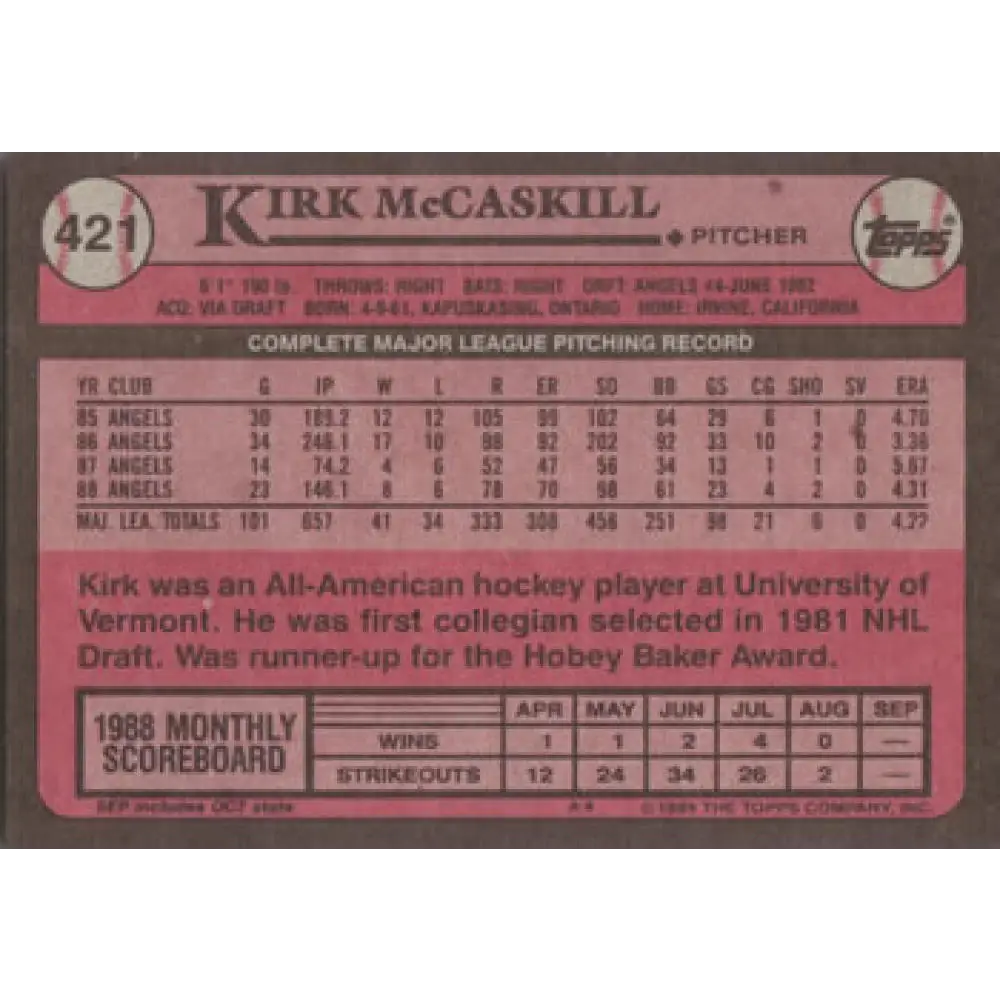 421
KIRK McCASKILL
PITCHER
Topps®
6'1" 190 lb. THROWS: RIGHT BATS: RIGHT DRFT: ANGELS #4-JUNE 1982
ACQ: VIA DRAFT BORN: 4-9-61, KAPUSKASING, ONTARIO HOME: IRVINE, CALIFORNIA
COMPLETE MAJOR LEAGUE PITCHING RECORD
YR CLUB G IP W L R ER SO BB GS CG SHO SV ERA
85 ANGELS 30 189.2 12 12 105 99 102 64 29 6 1 0 4.70
86 ANGELS 34 246.1 17 10 98 92 202 92 33 10 2 0 3.36
87 ANGELS 14 74.2 4 6 52 47 56 34 13 1 1 0 5.67
88 ANGELS 23 146.1 8 6 78 70 98 61 23 4 2 0 4.31
MAJ. LEA. TOTALS 101 657 41 34 333 308 458 251 98 21 6 0
Kirk was an All-American hockey player at University of
Vermont. He was first collegian selected in 1981 NHL
Draft. Was runner-up for the Hobey Baker Award.
1988 MONTHLY
SCOREBOARD
APR MAY JUN JUL AUG SEP
WINS 1 1 2 4 0 —
STRIKEOUTS 12 24 34 26 2 —
SEP includes OCT stats A4 © 1989 THE TOPPS COMPANY, INC.